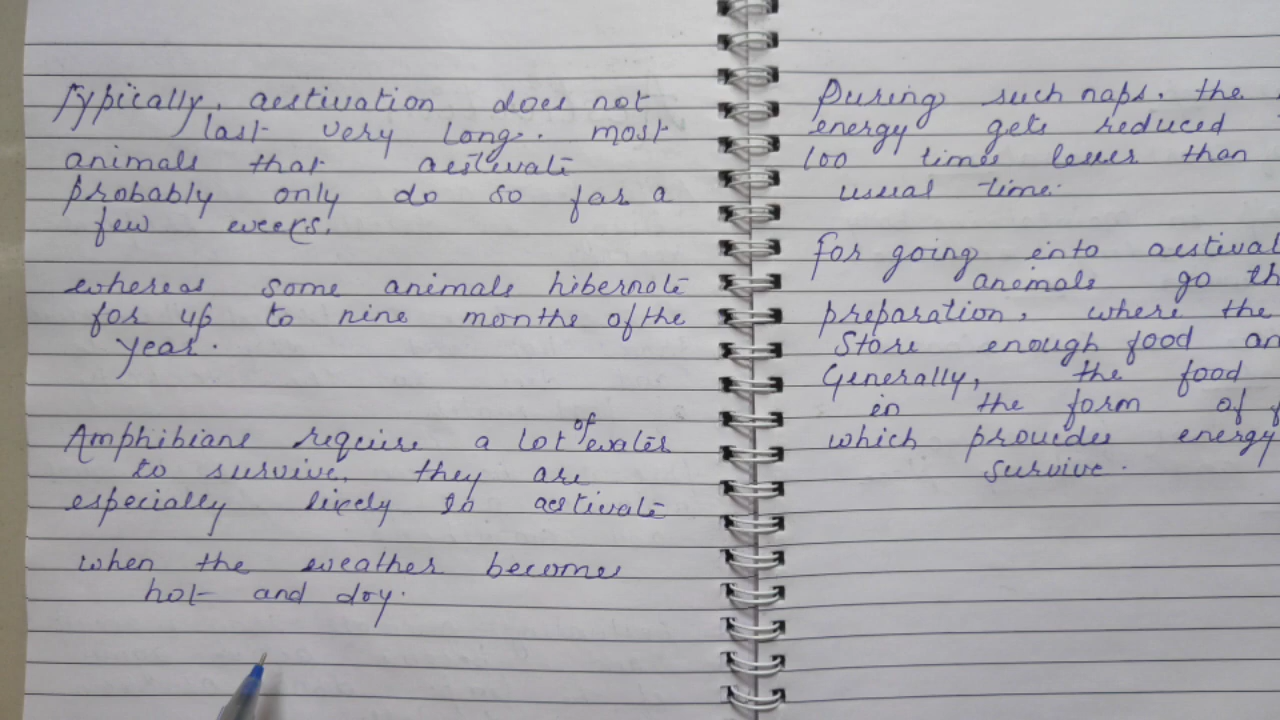 Typically, aestivation does not
last very long. most
animals that aestivate
probably only do so for a
few weeks.
whereas some animals hibernate
for up to nine months of the
year.
Amphibians require a lot of water
to survive. they are
especially likely to aestivate
when the weather becomes
hot and dry.
During such naps. the
energy gets reduced
100 times lesser than
usual time.
For going into aestivat
animals go th
preparation, where the
Store enough food an
Generally, the food
in the form of f
which provides energy
survive.